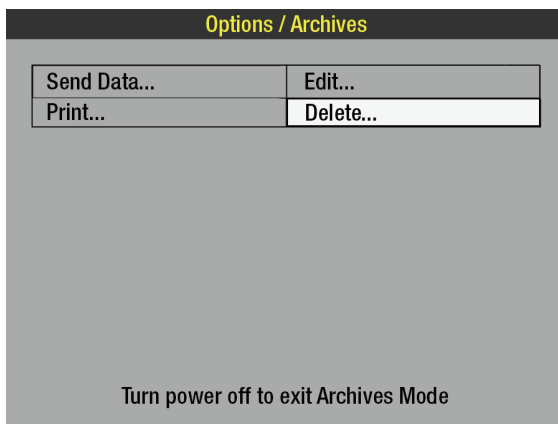 Options / Archives
Send Data...
Edit...
Print...
Delete...
Turn power off to exit Archives Mode